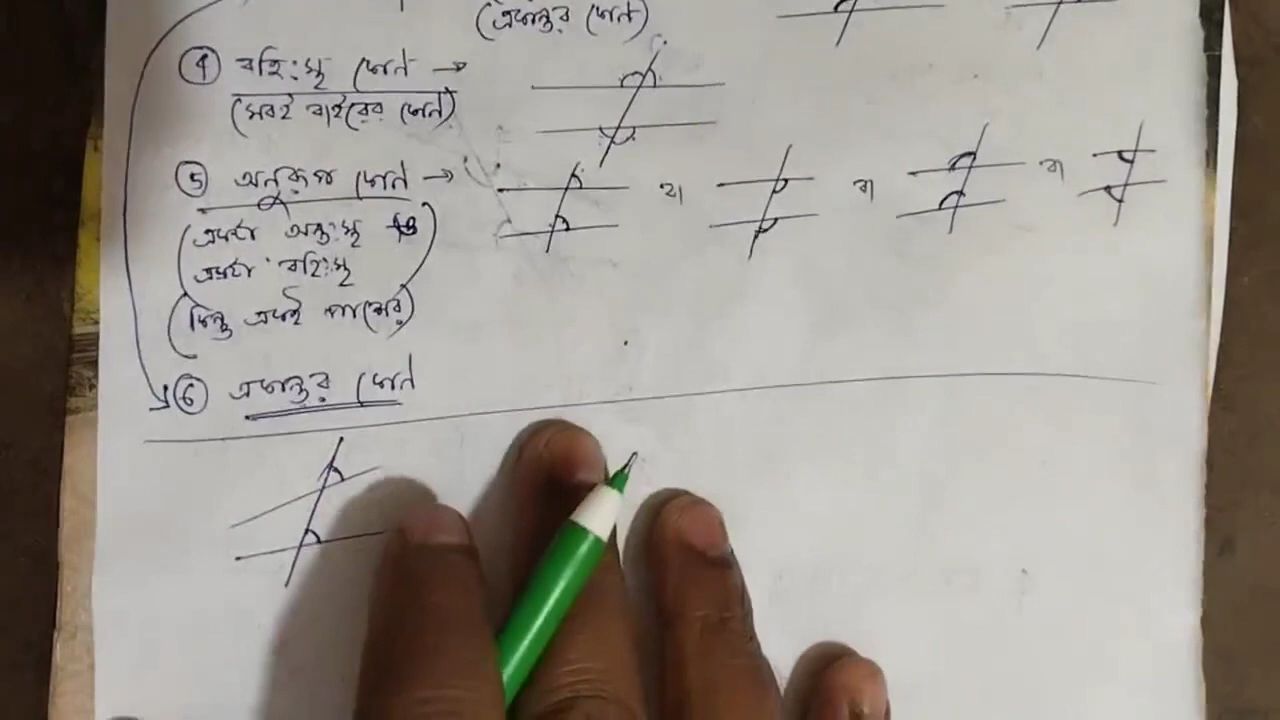 (একান্তর কোণ)
④ বহিঃস্থ কোণ →
(সবই বাইরের কোণ)
⑤ অনুরূপ কোণ → বা বা বা
(একটা অন্তঃস্থ ও
একটা বহিঃস্থ
(কিন্তু একই পাশের)
⑥ একান্তর কোণ